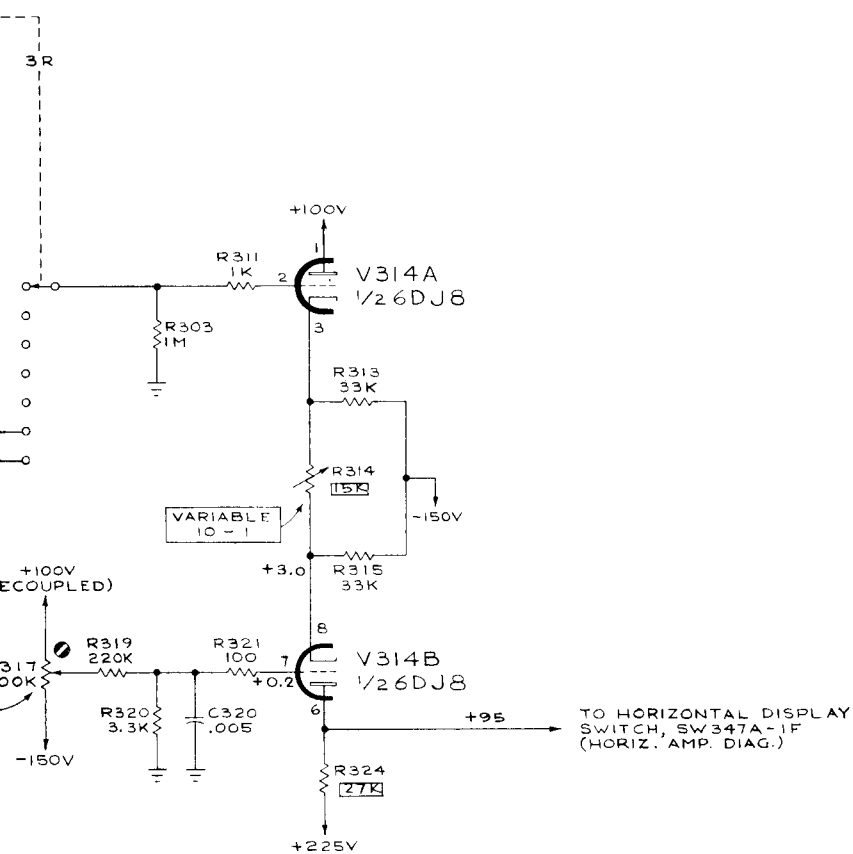 3R
+100V
1
R311
1K
2
V314A
1/2 6DJ8
3
R303
1M
R313
33K
R314
15K
VARIABLE
10-1
-150V
+3.0
R315
33K
+100V
ECOUPLED)
8
R319
220K
R321
100
7
+0.2
V314B
1/2 6DJ8
317
00K
6
R320
3.3K
C320
.005
+95
TO HORIZONTAL DISPLAY
SWITCH, SW347A-1F
(HORIZ. AMP. DIAG.)
-150V
R324
27K
+225V